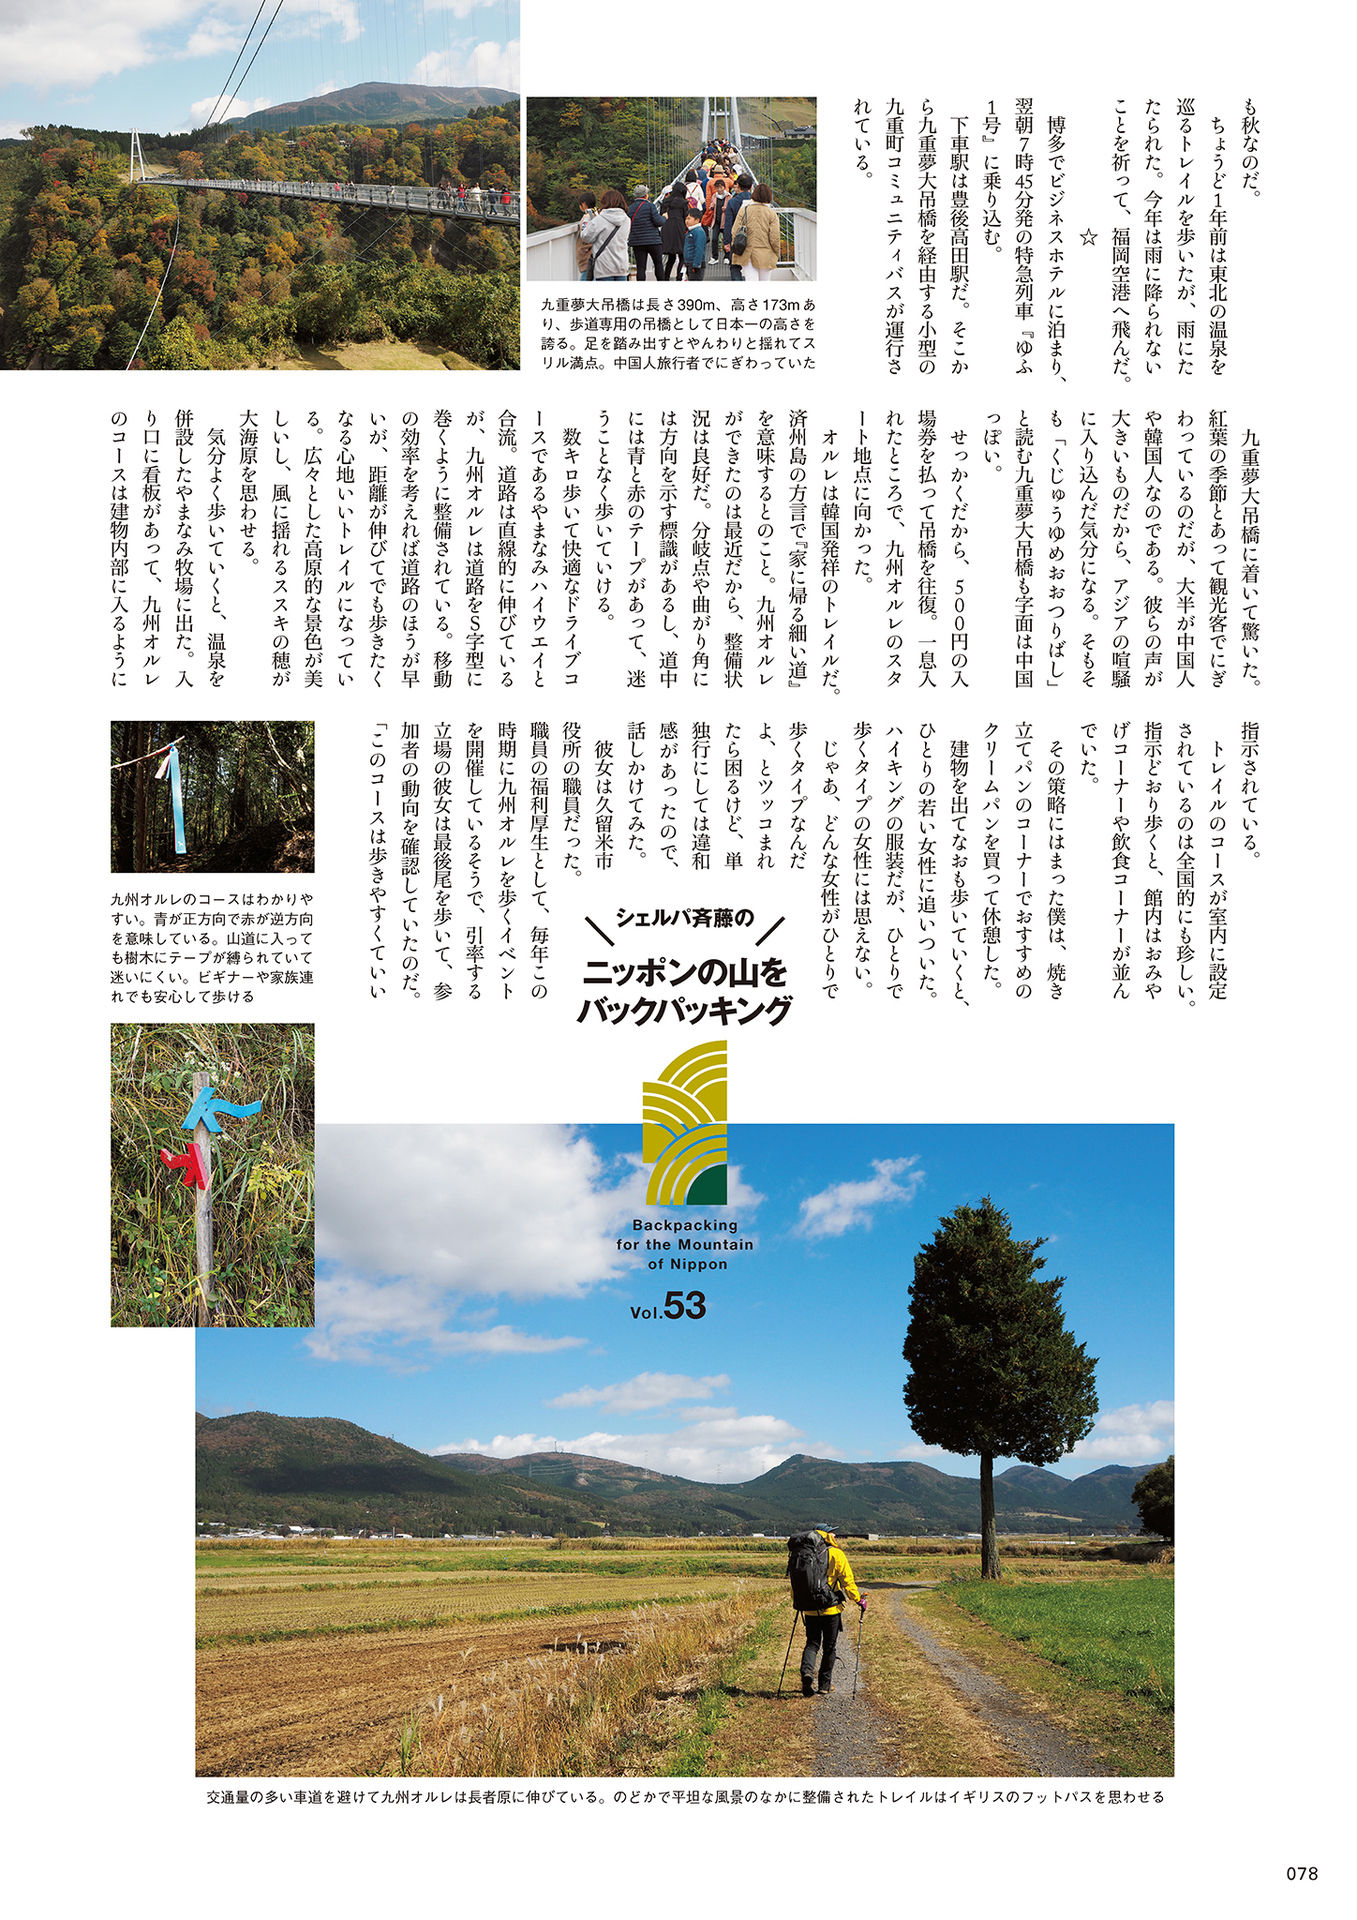 も秋なのだ。
ちょうど1年前は東北の温泉を
巡るトレイルを歩いたが、雨にた
たられた。今年は雨に降られない
ことを祈って、福岡空港へ飛んだ。
☆
博多でビジネスホテルに泊まり、
翌朝7時45分発の特急列車『ゆふ
1号』に乗り込む。
下車駅は豊後高田駅だ。そこか
ら九重夢大吊橋を経由する小型の
九重町コミュニティバスが運行さ
れている。
九重夢大吊橋は長さ390m、高さ173mあ
り、歩道専用の吊橋として日本一の高さを
誇る。足を踏み出すとやんわりと揺れてス
リル満点。中国人旅行者でにぎわっていた
九重夢大吊橋に着いて驚いた。
紅葉の季節とあって観光客でにぎ
わっているのだが、大半が中国人
や韓国人なのである。彼らの声が
大きいものだから、アジアの喧騒
に入り込んだ気分になる。そもそ
も「くじゅうゆめおおつりばし」
と読む九重夢大吊橋も字面は中国
っぽい。
せっかくだから、500円の入
場券を払って吊橋を往復。一息入
れたところで、九州オルレのスタ
ート地点に向かった。
オルレは韓国発祥のトレイルだ。
済州島の方言で『家に帰る細い道』
を意味するとのこと。九州オルレ
ができたのは最近だから、整備状
況は良好だ。分岐点や曲がり角に
は方向を示す標識があるし、道中
には青と赤のテープがあって、迷
うことなく歩いていける。
数キロ歩いて快適なドライブコ
ースであるやまなみハイウエイと
合流。道路は直線的に伸びている
が、九州オルレは道路をS字型に
巻くように整備されている。移動
の効率を考えれば道路のほうが早
いが、距離が伸びてでも歩きたく
なる心地いいトレイルになってい
る。広々とした高原的な景色が美
しいし、風に揺れるススキの穂が
大海原を思わせる。
気分よく歩いていくと、温泉を
併設したやまなみ牧場に出た。入
り口に看板があって、九州オルレ
のコースは建物内部に入るように
指示されている。
トレイルのコースが室内に設定
されているのは全国的にも珍しい。
指示どおり歩くと、館内はおみや
げコーナーや飲食コーナーが並ん
でいた。
その策略にはまった僕は、焼き
立てパンのコーナーでおすすめの
クリームパンを買って休憩した。
建物を出てなおも歩いていくと、
ひとりの若い女性に追いついた。
ハイキングの服装だが、ひとりで
歩くタイプの女性には思えない。
じゃあ、どんな女性がひとりで
歩くタイプなんだ
よ、とツッコまれ
たら困るけど、単
独行にしては違和
感があったので、
話しかけてみた。
彼女は久留米市
役所の職員だった。
職員の福利厚生として、毎年この
時期に九州オルレを歩くイベント
を開催しているそうで、引率する
立場の彼女は最後尾を歩いて、参
加者の動向を確認していたのだ。
「このコースは歩きやすくていい
九州オルレのコースはわかりや
すい。青が正方向で赤が逆方向
を意味している。山道に入って
も樹木にテープが縛られていて
迷いにくい。ビギナーや家族連
れでも安心して歩ける
シェルパ斉藤の
ニッポンの山を
バックパッキング
Backpacking
for the Mountain
of Nippon
Vol.53
交通量の多い車道を避けて九州オルレは長者原に伸びている。のどかで平坦な風景のなかに整備されたトレイルはイギリスのフットパスを思わせる
078